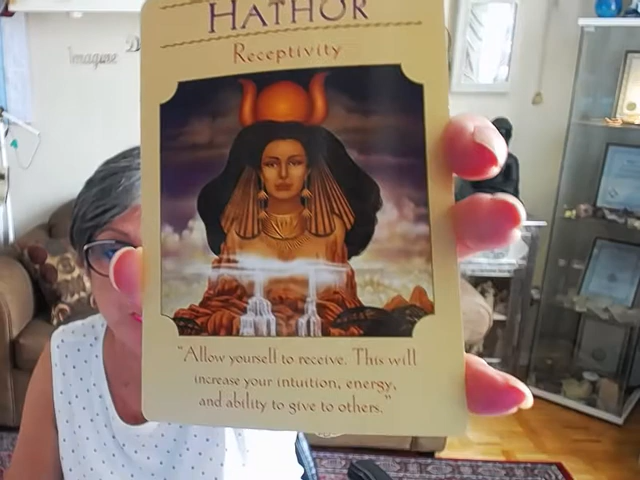 HATHOR
Receptivity
Imagine
"Allow yourself to receive. This will
increase your intuition, energy,
and ability to give to others."